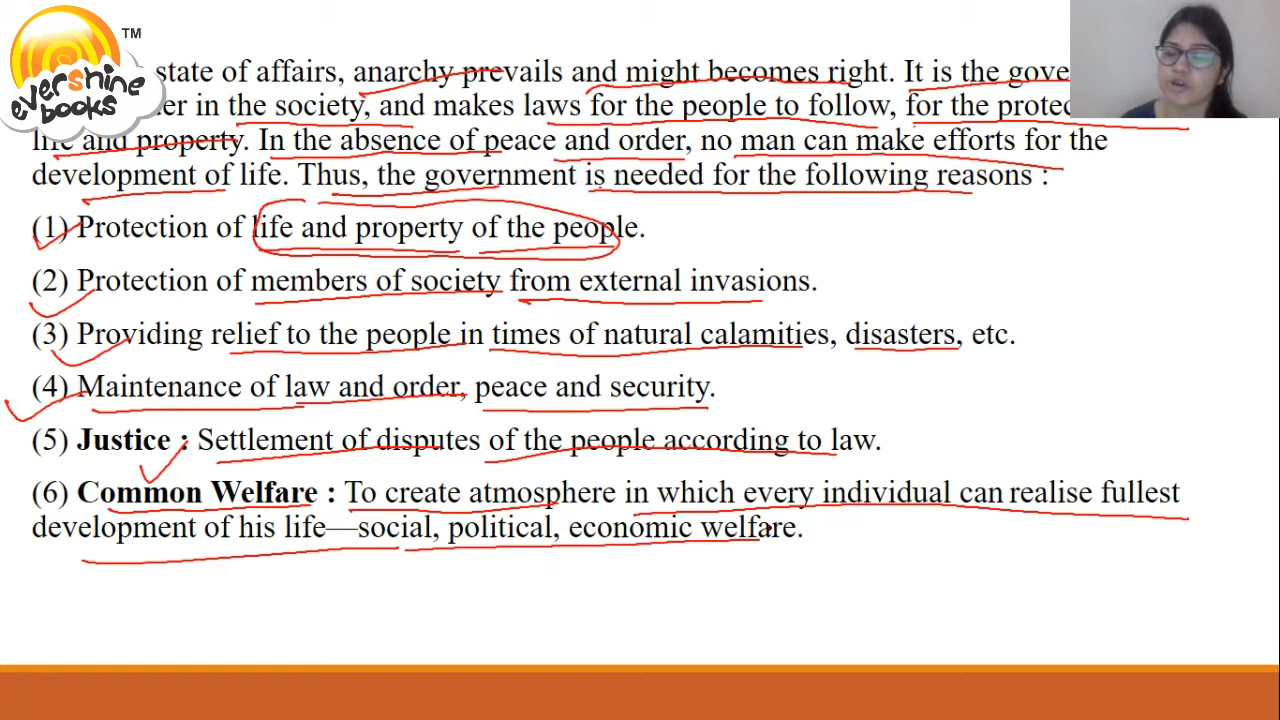 evershine
books
TM
state of affairs, anarchy prevails and might becomes right. It is the
in the society, and makes laws for the people to follow, for the
life and property. In the absence of peace and order, no man can make efforts for the
development of life. Thus, the government is needed for the following reasons :
(1) Protection of life and property of the people.
(2) Protection of members of society from external invasions.
(3) Providing relief to the people in times of natural calamities, disasters, etc.
(4) Maintenance of law and order, peace and security.
(5) Justice : Settlement of disputes of the people according to law.
(6) Common Welfare : To create atmosphere in which every individual can realise fullest
development of his life—social, political, economic welfare.